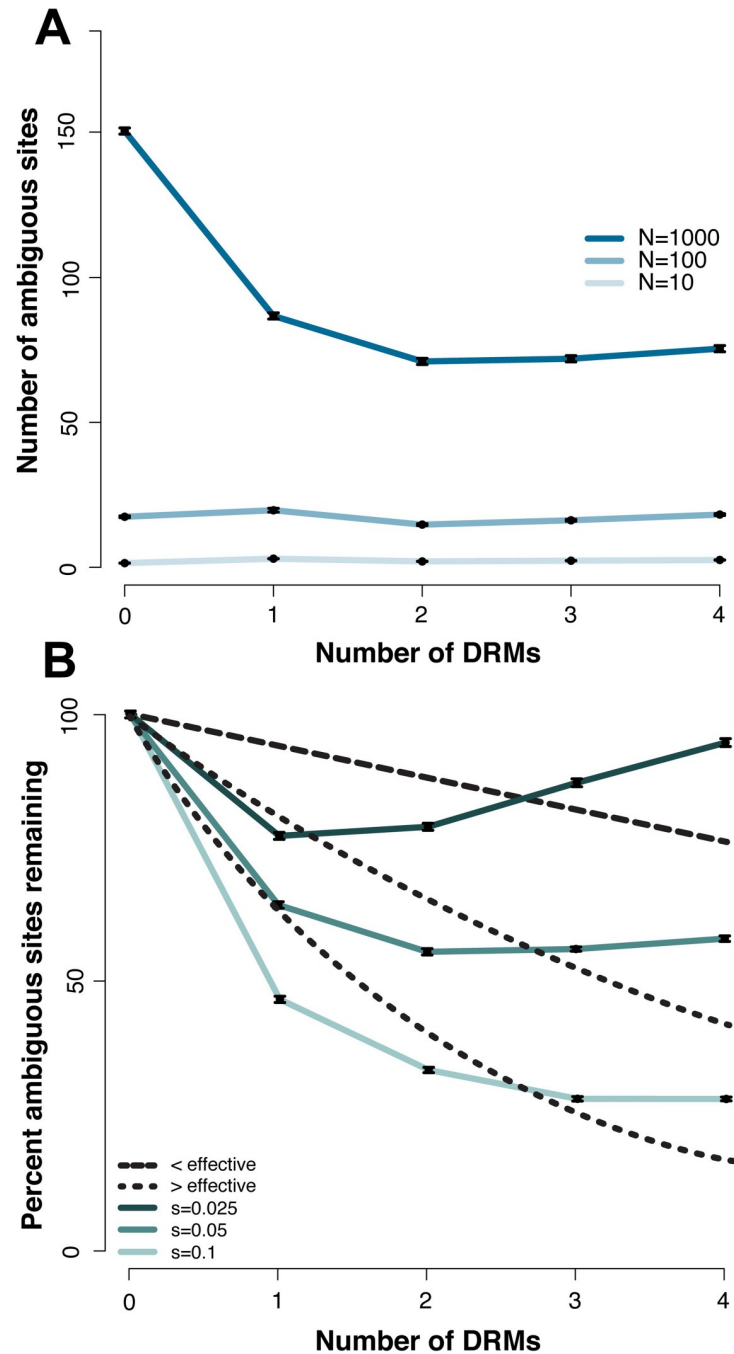 A
Number of ambiguous sites
150
100
50
0
N=1000
N=100
N=10
0 1 2 3 4
Number of DRMs
B
Percent ambiguous sites remaining
100
50
0
< effective
> effective
s=0.025
s=0.05
s=0.1
0 1 2 3 4
Number of DRMs